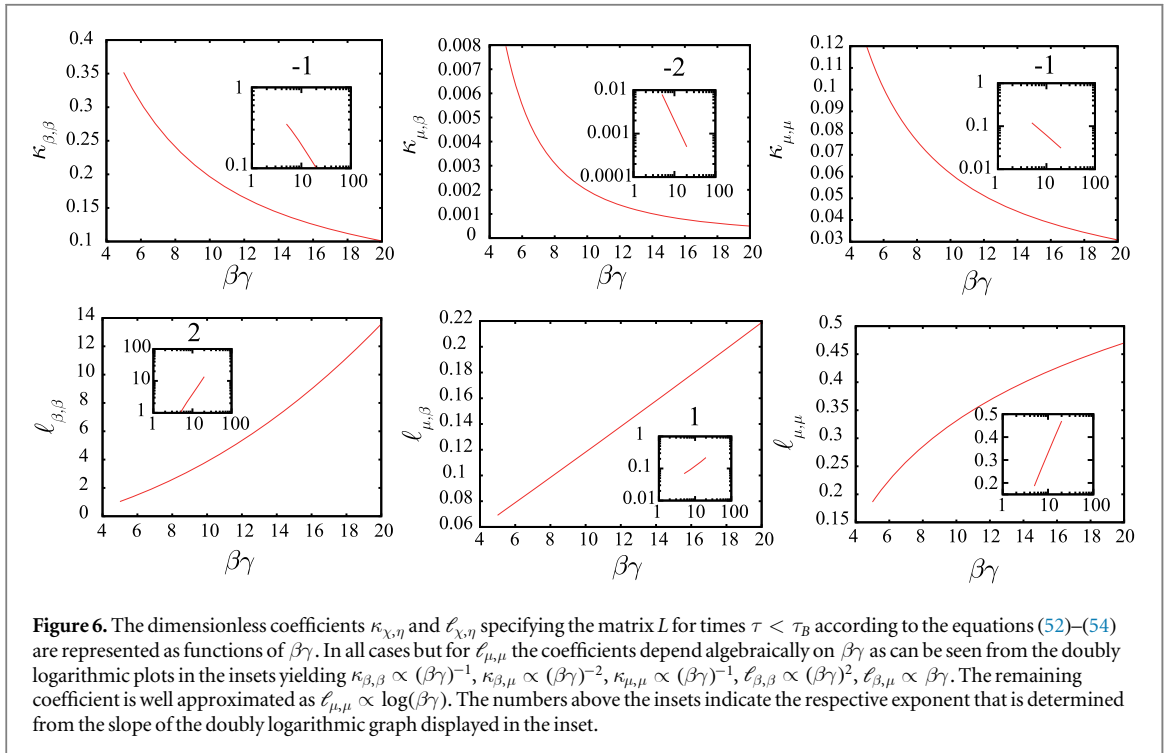 0.4
0.35
0.3
0.25
0.2
0.15
0.1
4 6 8 10 12 14 16 18 20
κβ,β
βγ
-1
1
0.1
1 10 100
0.008
0.007
0.006
0.005
0.004
0.003
0.002
0.001
0
4 6 8 10 12 14 16 18 20
κμ,β
βγ
-2
0.01
0.001
0.0001
1 10 100
0.12
0.11
0.1
0.09
0.08
0.07
0.06
0.05
0.04
0.03
4 6 8 10 12 14 16 18 20
κμ,μ
βγ
-1
1
0.1
0.01
1 10 100
14
12
10
8
6
4
2
0
4 6 8 10 12 14 16 18 20
ℓβ,β
βγ
2
100
10
1
1 10 100
0.22
0.2
0.18
0.16
0.14
0.12
0.1
0.08
0.06
4 6 8 10 12 14 16 18 20
ℓμ,β
βγ
1
1
0.1
0.01
1 10 100
0.5
0.45
0.4
0.35
0.3
0.25
0.2
0.15
4 6 8 10 12 14 16 18 20
ℓμ,μ
βγ
0.5
0.4
0.3
0.2
1 10 100
Figure 6. The dimensionless coefficients κχ,η and ℓχ,η specifying the matrix L for times τ < τB according to the equations (52)–(54)
are represented as functions of βγ. In all cases but for ℓμ,μ the coefficients depend algebraically on βγ as can be seen from the doubly
logarithmic plots in the insets yielding κβ,β ∝ (βγ)⁻¹, κβ,μ ∝ (βγ)⁻², κμ,μ ∝ (βγ)⁻¹, ℓβ,β ∝ (βγ)², ℓβ,μ ∝ βγ. The remaining
coefficient is well approximated as ℓμ,μ ∝ log(βγ). The numbers above the insets indicate the respective exponent that is determined
from the slope of the doubly logarithmic graph displayed in the inset.